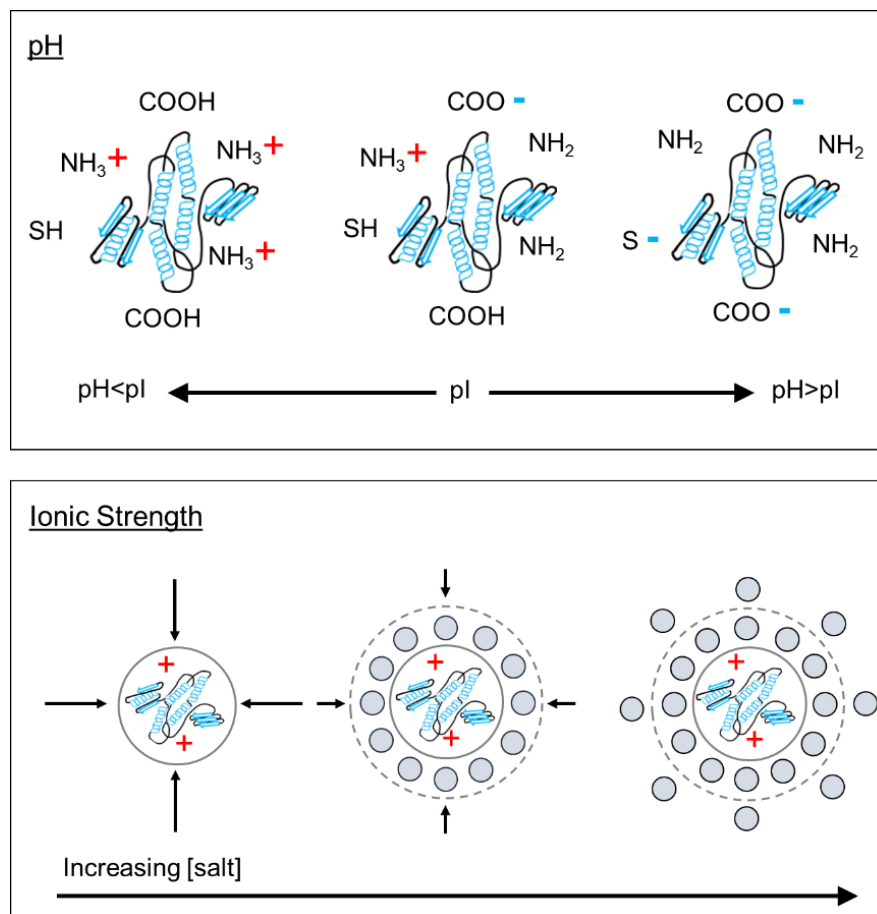 pH
COOH
COO -
COO -
NH3+
NH3+
NH3+
NH2
NH2
NH2
SH
NH3+
SH
NH2
S -
NH2
COOH
COOH
COO -
pH<pI
pI
pH>pI
Ionic Strength
+
+
+
+
+
+
Increasing [salt]